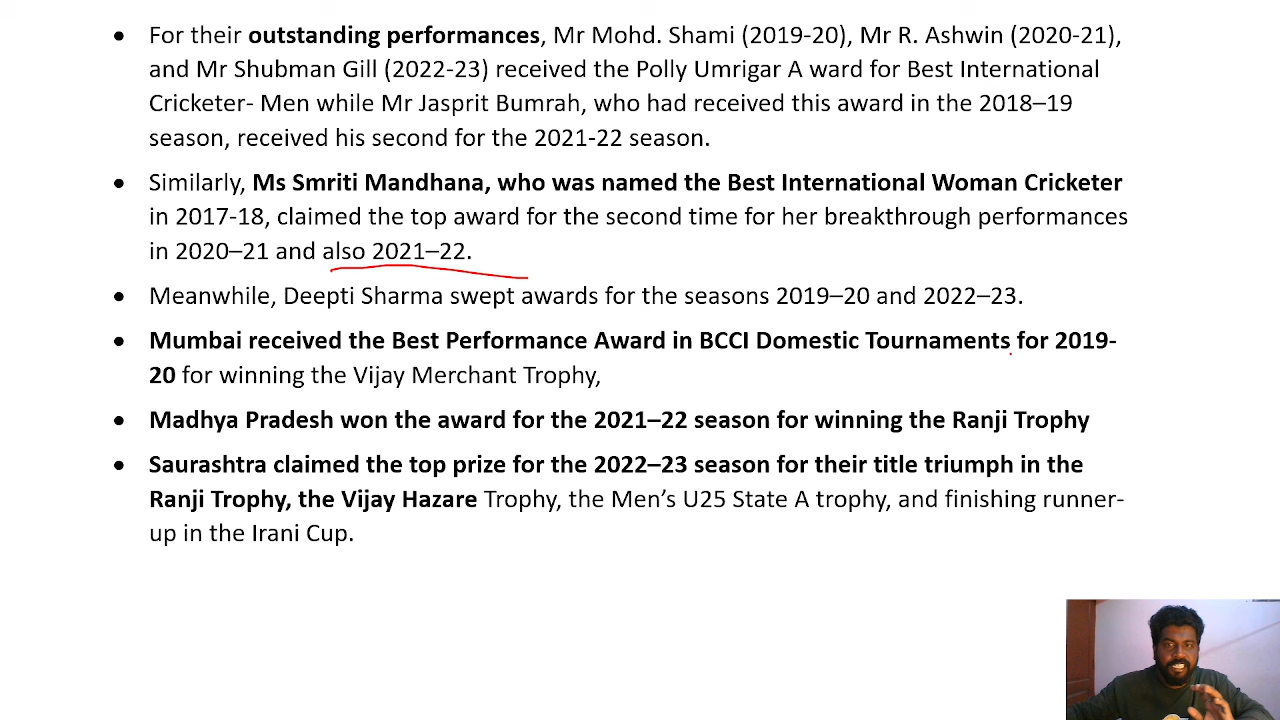 • For their outstanding performances, Mr Mohd. Shami (2019-20), Mr R. Ashwin (2020-21),
and Mr Shubman Gill (2022-23) received the Polly Umrigar A ward for Best International
Cricketer- Men while Mr Jasprit Bumrah, who had received this award in the 2018–19
season, received his second for the 2021-22 season.
• Similarly, Ms Smriti Mandhana, who was named the Best International Woman Cricketer
in 2017-18, claimed the top award for the second time for her breakthrough performances
in 2020–21 and also 2021–22.
• Meanwhile, Deepti Sharma swept awards for the seasons 2019–20 and 2022–23.
• Mumbai received the Best Performance Award in BCCI Domestic Tournaments for 2019-
20 for winning the Vijay Merchant Trophy,
• Madhya Pradesh won the award for the 2021–22 season for winning the Ranji Trophy
• Saurashtra claimed the top prize for the 2022–23 season for their title triumph in the
Ranji Trophy, the Vijay Hazare Trophy, the Men’s U25 State A trophy, and finishing runner-
up in the Irani Cup.